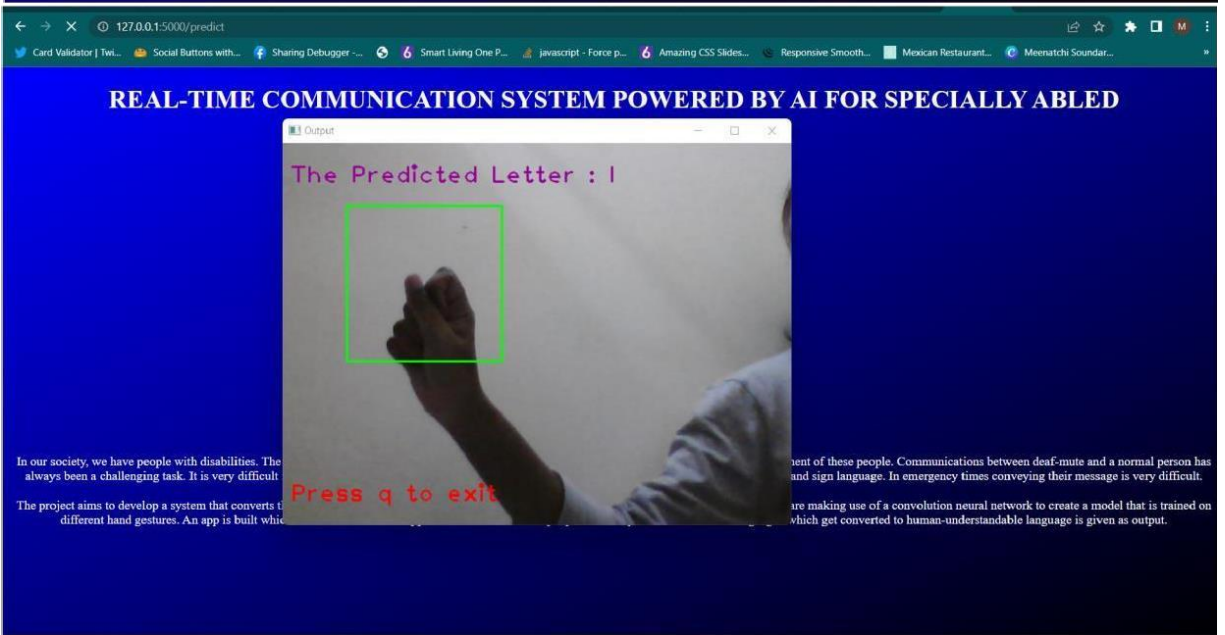 127.0.0.1:5000/predict
Card Validator | Twi... Social Buttons with... Sharing Debugger -... Smart Living One P... javascript - Force p... Amazing CSS Slides... Responsive Smooth... Mexican Restaurant... Meenatchi Soundar... »
M
REAL-TIME COMMUNICATION SYSTEM POWERED BY AI FOR SPECIALLY ABLED
Output
The Predicted Letter : I
In our society, we have people with disabilities. The
of these people. Communications between deaf-mute and a normal person has
always been a challenging task. It is very difficult
and sign language. In emergency times conveying their message is very difficult.
Press q to exit
The project aims to develop a system that converts
are making use of a convolution neural network to create a model that is trained on
different hand gestures. An app is built
which get converted to human-understandable language is given as output.